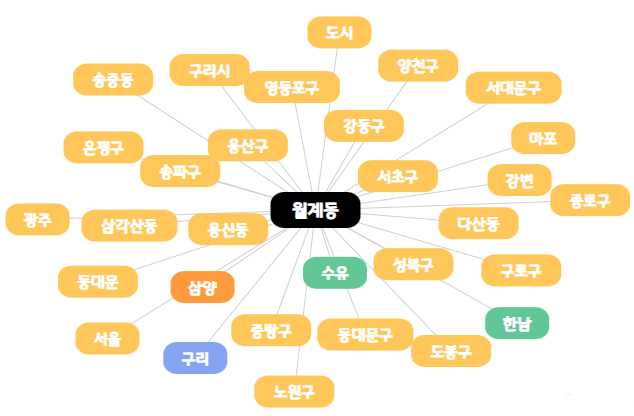 도시
양천구
구리시
송중동
영등포구
서대문구
강동구
마포
은평구
용산구
송파구
서초구
강변
종로구
월계동
광주
삼각산동
용신동
다산동
수유
성북구
구로구
동대문
삼양
한남
서울
중랑구
동대문구
구리
도봉구
노원구